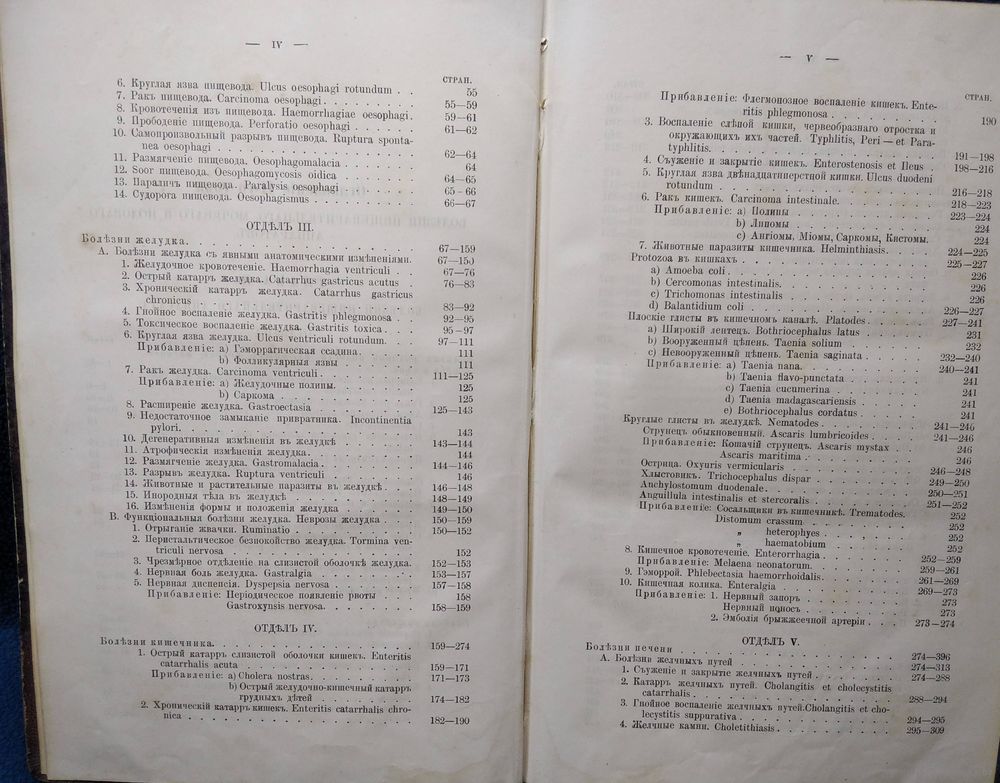 — IV —
СТРАН.
6. Круглая язва пищевода. Ulcus oesophagi rotundum . . 55
7. Ракъ пищевода. Carcinoma oesophagi. 55—59
8. Кровотеченія изъ пищевода. Haemorrhagiae oesophagi. 59—61
9. Прободеніе пищевода. Perforatio oesophagi 61—62
10. Самопроизвольный разрывъ пищевода. Ruptura sponta-
nea oesophagi 62—64
11. Размягченіе пищевода. Oesophagomalacia 64
12. Soor пищевода. Oesophagomycosis oidica 64—65
13. Параличъ пищевода. Paralysis oesophagi 65—66
14. Судорога пищевода. Oesophagismus 66—67
ОТДѢЛЪ III.
Болѣзни желудка. 67—159
А. Болѣзни желудка съ явными анатомическими измѣненіями. 67—150
1. Желудочное кровотеченіе. Haemorrhagia ventriculi . . 67—76
2. Острый катарръ желудка. Catarrhus gastricus acutus . 76—83
3. Хроническій катарръ желудка. Catarrhus gastricus
chronicus 83—92
4. Гнойное воспаленіе желудка. Gastritis phlegmonosa . 92—95
5. Токсическое воспаленіе желудка. Gastritis toxica . . . 95-97
6. Круглая язва желудка. Ulcus ventriculi rotundum. . . 97—111
Прибавленіе: a) Гэморрагическая ссадина. 111
b) Фолликулярныя язвы 111
7. Ракъ желудка. Carcinoma ventriculi 111—125
Прибавленіе: a) Желудочные полипы. 125
b) Саркома 125
8. Расширеніе желудка. Gastroectasia 125—143
9. Недостаточное замыканіе привратника. Incontinentia
pylori. 143
10. Дегенеративныя измѣненія въ желудкѣ 143—144
11. Атрофическія измѣненія желудка. 144
12. Размягченіе желудка. Gastromalacia. 144—146
13. Разрывъ желудка. Ruptura ventriculi 146
14. Животные и растительные паразиты въ желудкѣ. . . 146—148
15. Инородныя тѣла въ желудкѣ 148—149
16. Измѣненія формы и положенія желудка 149—150
В. Функціональныя болѣзни желудка. Неврозы желудка . . . 150—159
1. Отрыганіе жвачки. Ruminatio 150—152
2. Перистальтическое безпокойство желудка. Tormina ven-
triculi nervosa 152
3. Чрезмѣрное отдѣленіе на слизистой оболочкѣ желудка. 152—153
4. Нервная боль желудка. Gastralgia 153—157
5. Нервная диспепсія. Dyspepsia nervosa 157—158
Прибавленіе: Періодическое появленіе рвоты 158
Gastroxynsis nervosa. 158—159
ОТДѢЛЪ IV.
Болѣзни кишечника. 159—274
1. Острый катарръ слизистой оболочки кишекъ. Enteritis
catarrhalis acuta 159—171
Прибавленіе: a) Cholera nostras. 171—173
b) Острый желудочно-кишечный катарръ
грудныхъ дѣтей 174—182
2. Хроническій катарръ кишекъ. Enteritis catarrhalis chro-
nica 182—190
— V —
СТРАН.
Прибавленіе: Флегмонозное воспаленіе кишекъ. Ente-
ritis phlegmonosa 190
3. Воспаленіе слѣпой кишки, червеобразнаго отростка и
окружающихъ ихъ частей. Typhlitis, Peri — et Para-
typhlitis. 191—198
4. Съуженіе и закрытіе кишекъ. Enterostenosis et Ileus . 198—216
5. Круглая язва двѣнадцатиперстной кишки. Ulcus duodeni
rotundum 216—218
6. Ракъ кишекъ. Carcinoma intestinale. 218—223
Прибавленіе: a) Полипы 223—224
b) Липомы 224
c) Ангіомы, Міомы, Саркомы, Кистомы. 224
7. Животные паразиты кишечника. Helminthiasis. 224—225
Protozoa въ кишкахъ 225—227
a) Amoeba coli. 226
b) Cercomonas intestinalis. 226
c) Trichomonas intestinalis 226
d) Balantidium coli 226—227
Плоскіе глисты въ кишечномъ каналѣ. Platodes 227—241
a) Широкій лентецъ. Bothriocephalus latus 231
b) Вооруженный цѣпень. Taenia solium 232
c) Невооруженный цѣпень. Taenia saginata 232—240
Прибавленіе: a) Taenia nana. 240—241
b) Taenia flavo-punctata 241
c) Taenia cucumerina 241
d) Taenia madagascariensis 241
e) Bothriocephalus cordatus 241
Круглые глисты въ желудкѣ. Nematodes 241—246
Струнецъ обыкновенный. Ascaris lumbricoides 241—246
Прибавленіе: Кошачій струнецъ. Ascaris mystax . . 246
Ascaris maritima 246
Острица. Oxyuris vermicularis 246—248
Хлыстовикъ. Trichocephalus dispar 249—250
Anchylostomum duodenale. 250—251
Anguillula intestinalis et stercoralis 251—252
Прибавленіе: Сосальщики въ кишечникѣ. Trematodes. 252
Distomum crassum 252
„ heterophyes 252
„ haematobium 252
8. Кишечное кровотеченіе. Enterorrhagia 252—259
Прибавленіе: Melaena neonatorum. 259—261
9. Гэморрой. Phlebectasia haemorrhoidalis. 261—269
10. Кишечная колика. Enteralgia 269—273
Прибавленіе: 1. Нервный запоръ 273
Нервный поносъ 273
2. Эмболія брыжжеечной артеріи 273—274
ОТДѢЛЪ V.
Болѣзни печени 274—396
А. Болѣзни желчныхъ путей 274—313
1. Съуженіе и закрытіе желчныхъ путей 274—288
2. Катарръ желчныхъ путей. Cholangitis et cholecystitis
catarrhalis 288—294
3. Гнойное воспаленіе желчныхъ путей. Cholangitis et cho-
lecystitis suppurativa 294—295
4. Желчные камни. Choletithiasis 295—309